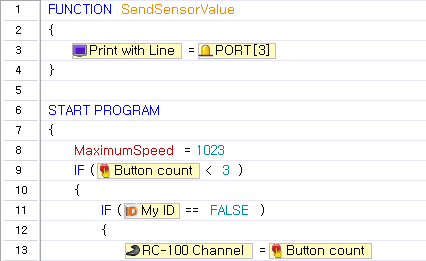 1 FUNCTION SendSensorValue
2 {
3 Print with Line = PORT[3]
4 }
5
6 START PROGRAM
7 {
8 MaximumSpeed = 1023
9 IF ( Button count < 3 )
10 {
11 IF ( ID My ID == FALSE )
12 {
13 RC-100 Channel = Button count